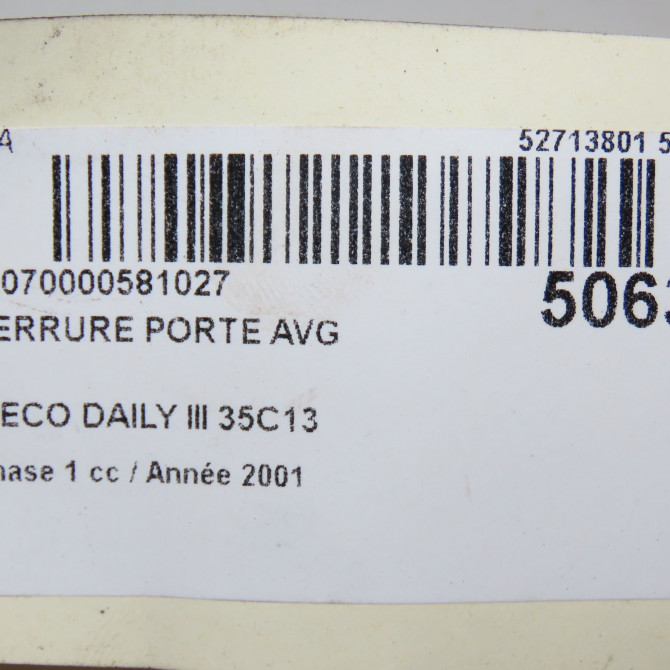 A 52713801 5
070000581027
5063
ERRURE PORTE AVG
ECO DAILY III 35C13
hase 1 cc / Année 2001